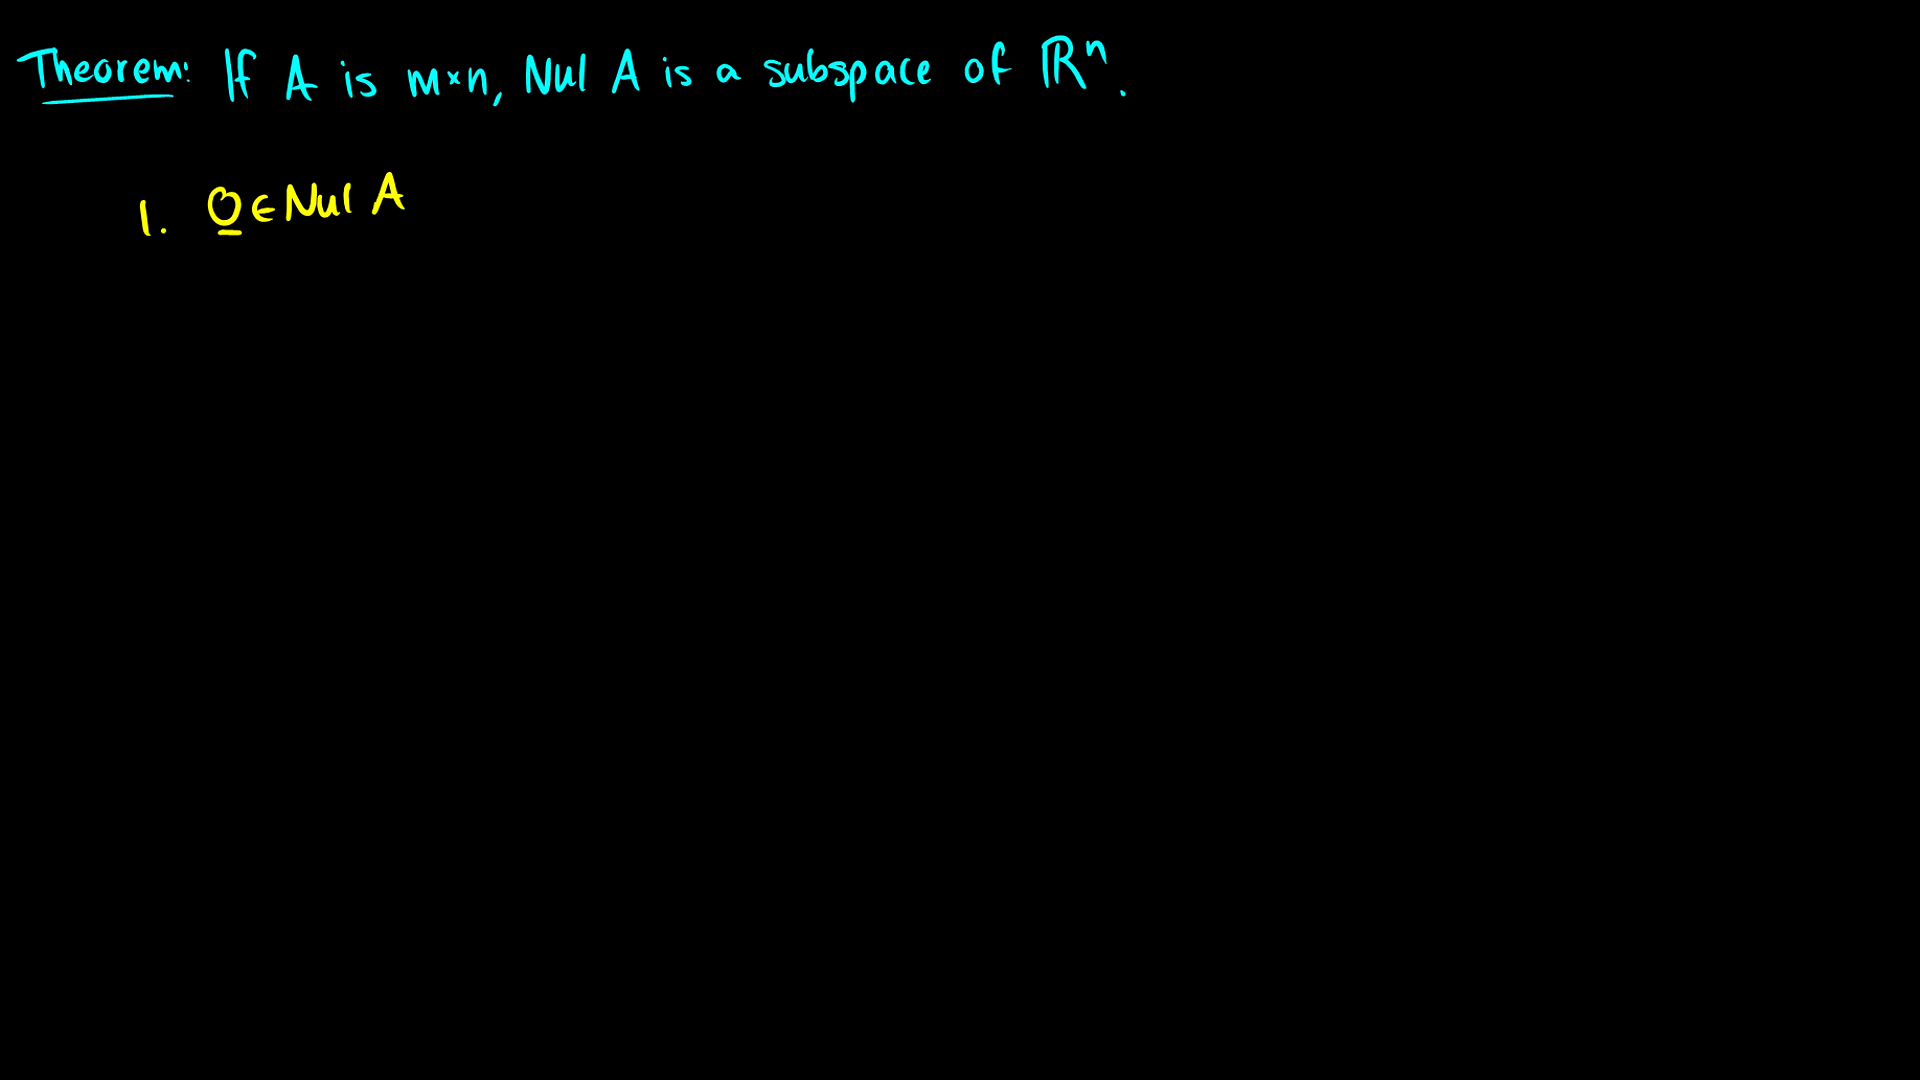 Theorem: If A is m×n, Nul A is a subspace of ℝⁿ.
1. 0̲ ∈ Nul A